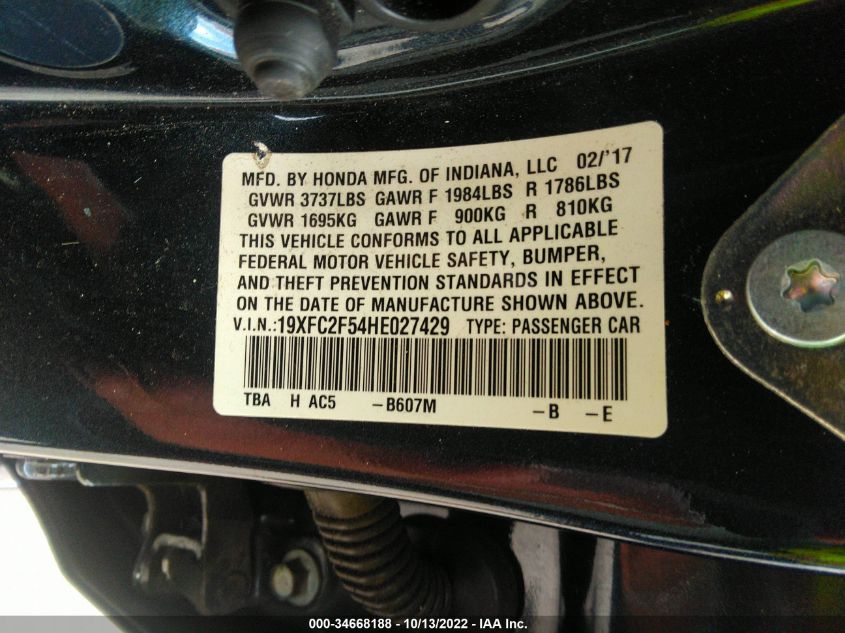 MFD. BY HONDA MFG. OF INDIANA, LLC 02/'17
GVWR 3737LBS GAWR F 1984LBS R 1786LBS
GVWR 1695KG GAWR F 900KG R 810KG
THIS VEHICLE CONFORMS TO ALL APPLICABLE
FEDERAL MOTOR VEHICLE SAFETY, BUMPER,
AND THEFT PREVENTION STANDARDS IN EFFECT
ON THE DATE OF MANUFACTURE SHOWN ABOVE.
V.I.N.:19XFC2F54HE027429 TYPE: PASSENGER CAR
TBA H AC5 -B607M -B -E
000-34668188 - 10/13/2022 - IAA Inc.